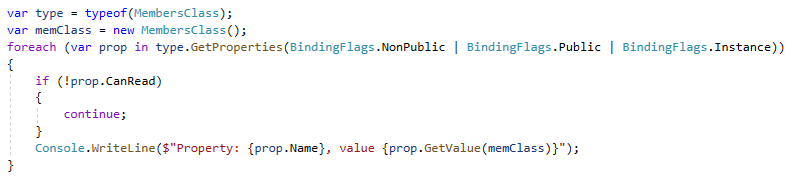 var type = typeof(MembersClass);
var memClass = new MembersClass();
foreach (var prop in type.GetProperties(BindingFlags.NonPublic | BindingFlags.Public | BindingFlags.Instance))
{
    if (!prop.CanRead)
    {
        continue;
    }
    Console.WriteLine($"Property: {prop.Name}, value {prop.GetValue(memClass)}");
}